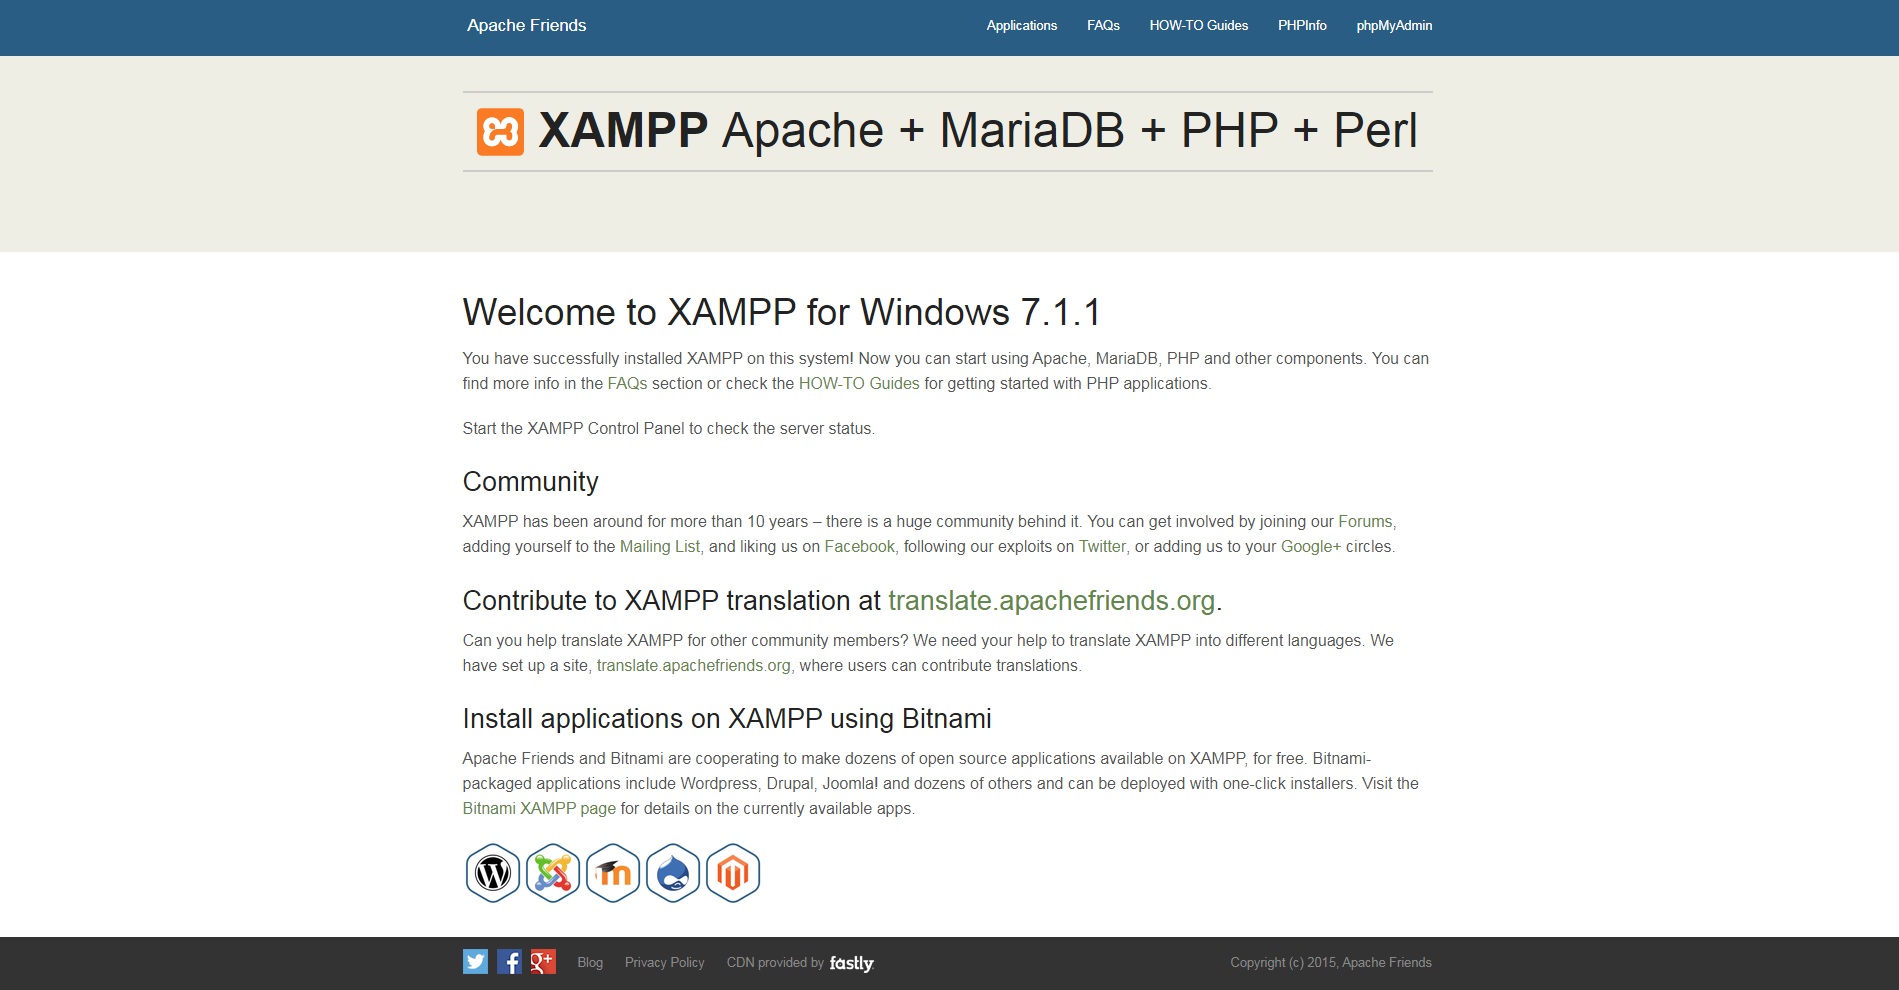 Apache Friends
Applications FAQs HOW-TO Guides PHPInfo phpMyAdmin
XAMPP Apache + MariaDB + PHP + Perl
Welcome to XAMPP for Windows 7.1.1
You have successfully installed XAMPP on this system! Now you can start using Apache, MariaDB, PHP and other components. You can
find more info in the FAQs section or check the HOW-TO Guides for getting started with PHP applications.
Start the XAMPP Control Panel to check the server status.
Community
XAMPP has been around for more than 10 years – there is a huge community behind it. You can get involved by joining our Forums,
adding yourself to the Mailing List, and liking us on Facebook, following our exploits on Twitter, or adding us to your Google+ circles.
Contribute to XAMPP translation at translate.apachefriends.org.
Can you help translate XAMPP for other community members? We need your help to translate XAMPP into different languages. We
have set up a site, translate.apachefriends.org, where users can contribute translations.
Install applications on XAMPP using Bitnami
Apache Friends and Bitnami are cooperating to make dozens of open source applications available on XAMPP, for free. Bitnami-
packaged applications include Wordpress, Drupal, Joomla! and dozens of others and can be deployed with one-click installers. Visit the
Bitnami XAMPP page for details on the currently available apps.
Blog Privacy Policy CDN provided by fastly
Copyright (c) 2015, Apache Friends